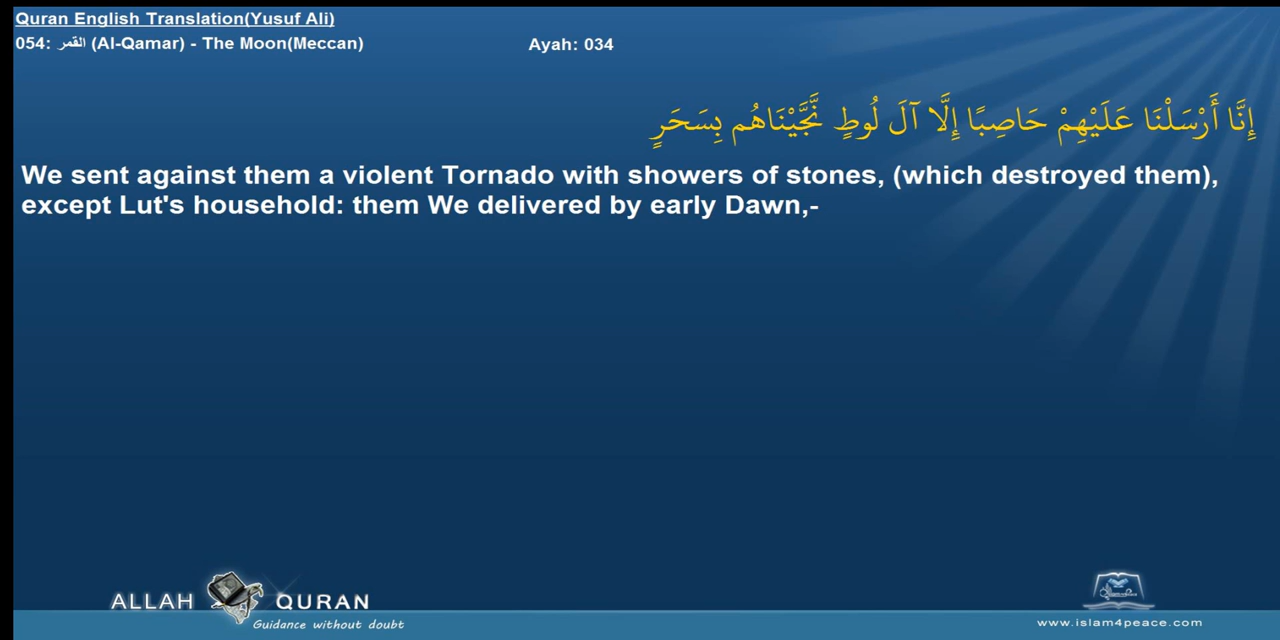 Quran English Translation(Yusuf Ali)
054: القمر (Al-Qamar) - The Moon(Meccan) Ayah: 034
إِنَّا أَرْسَلْنَا عَلَيْهِمْ حَاصِبًا إِلَّا آلَ لُوطٍ نَّجَّيْنَاهُم بِسَحَرٍ
We sent against them a violent Tornado with showers of stones, (which destroyed them),
except Lut's household: them We delivered by early Dawn,-
ALLAH QURAN
Guidance without doubt
www.islam4peace.com